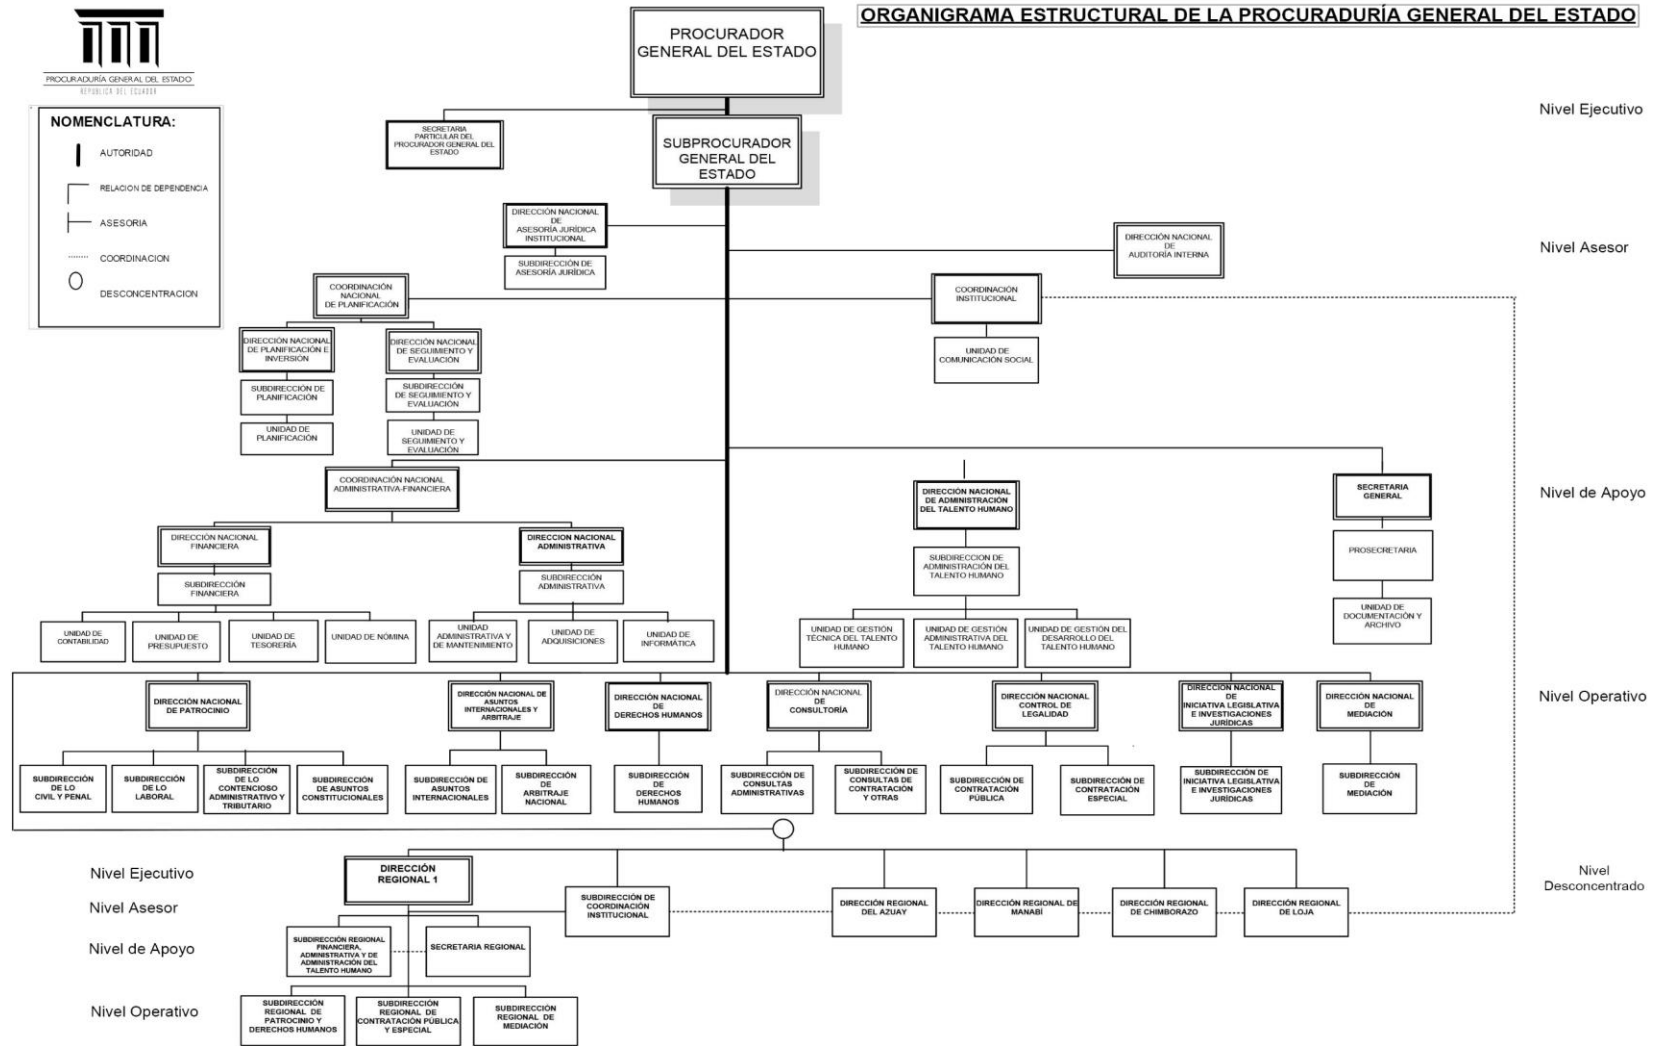 ORGANIGRAMA ESTRUCTURAL DE LA PROCURADURÍA GENERAL DEL ESTADO
PROCURADURÍA GENERAL DEL ESTADO
REPUBLICA DEL ECUADOR
NOMENCLATURA:
AUTORIDAD
RELACION DE DEPENDENCIA
ASESORIA
COORDINACION
DESCONCENTRACION
PROCURADOR
GENERAL DEL ESTADO
Nivel Ejecutivo
SECRETARIA
PARTICULAR DEL
PROCURADOR GENERAL DEL
ESTADO
SUBPROCURADOR
GENERAL DEL
ESTADO
DIRECCIÓN NACIONAL
DE
ASESORÍA JURÍDICA
INSTITUCIONAL
SUBDIRECCIÓN DE
ASESORÍA JURÍDICA
DIRECCIÓN NACIONAL
DE
AUDITORÍA INTERNA
Nivel Asesor
COORDINACIÓN
NACIONAL
DE PLANIFICACIÓN
COORDINACIÓN
INSTITUCIONAL
UNIDAD DE
COMUNICACIÓN SOCIAL
DIRECCIÓN NACIONAL
DE PLANIFICACIÓN E
INVERSIÓN
SUBDIRECCIÓN DE
PLANIFICACIÓN
UNIDAD DE
PLANIFICACIÓN
DIRECCIÓN NACIONAL
DE SEGUIMIENTO Y
EVALUACIÓN
SUBDIRECCIÓN
DE SEGUIMIENTO Y
EVALUACIÓN
UNIDAD DE
SEGUIMIENTO Y
EVALUACIÓN
COORDINACIÓN NACIONAL
ADMINISTRATIVA-FINANCIERA
DIRECCIÓN NACIONAL
DE ADMINISTRACIÓN
DEL TALENTO HUMANO
SECRETARIA
GENERAL
Nivel de Apoyo
DIRECCIÓN NACIONAL
FINANCIERA
SUBDIRECCIÓN
FINANCIERA
DIRECCION NACIONAL
ADMINISTRATIVA
SUBDIRECCIÓN
ADMINISTRATIVA
SUBDIRECCION DE
ADMINISTRACIÓN DEL
TALENTO HUMANO
PROSECRETARIA
UNIDAD DE
DOCUMENTACIÓN Y
ARCHIVO
UNIDAD DE
CONTABILIDAD
UNIDAD DE
PRESUPUESTO
UNIDAD DE
TESORERÍA
UNIDAD DE NÓMINA
UNIDAD
ADMINISTRATIVA Y
DE MANTENIMIENTO
UNIDAD DE
ADQUISICIONES
UNIDAD DE
INFORMÁTICA
UNIDAD DE GESTIÓN
TÉCNICA DEL TALENTO
HUMANO
UNIDAD DE GESTIÓN
ADMINISTRATIVA DEL
TALENTO HUMANO
UNIDAD DE GESTIÓN DEL
DESARROLLO DEL
TALENTO HUMANO
DIRECCIÓN NACIONAL
DE PATROCINIO
DIRECCIÓN NACIONAL DE
ASUNTOS
INTERNACIONALES Y
ARBITRAJE
DIRECCIÓN NACIONAL
DE
DERECHOS HUMANOS
DIRECCIÓN NACIONAL
DE
CONSULTORÍA
DIRECCIÓN NACIONAL
CONTROL DE
LEGALIDAD
DIRECCION NACIONAL
DE
INICIATIVA LEGISLATIVA
E INVESTIGACIONES
JURÍDICAS
DIRECCIÓN NACIONAL
DE
MEDIACIÓN
Nivel Operativo
SUBDIRECCIÓN
DE LO
CIVIL Y PENAL
SUBDIRECCIÓN
DE LO
LABORAL
SUBDIRECCIÓN
DE LO
CONTENCIOSO
ADMINISTRATIVO Y
TRIBUTARIO
SUBDIRECCIÓN
DE ASUNTOS
CONSTITUCIONALES
SUBDIRECCIÓN DE
ASUNTOS
INTERNACIONALES
SUBDIRECCIÓN
DE
ARBITRAJE
NACIONAL
SUBDIRECCIÓN
DE
DERECHOS
HUMANOS
SUBDIRECCIÓN DE
CONSULTAS
ADMINISTRATIVAS
SUBDIRECCIÓN DE
CONSULTAS DE
CONTRATACIÓN
Y OTRAS
SUBDIRECCIÓN DE
CONTRATACIÓN
PÚBLICA
SUBDIRECCIÓN DE
CONTRATACIÓN
ESPECIAL
SUBDIRECCIÓN DE
INICIATIVA LEGISLATIVA
E INVESTIGACIONES
JURÍDICAS
SUBDIRECCIÓN
DE
MEDIACIÓN
Nivel Ejecutivo
DIRECCIÓN
REGIONAL 1
Nivel
Desconcentrado
Nivel Asesor
SUBDIRECCIÓN DE
COORDINACIÓN
INSTITUCIONAL
DIRECCIÓN REGIONAL
DEL AZUAY
DIRECCIÓN REGIONAL DE
MANABÍ
DIRECCIÓN REGIONAL
DE CHIMBORAZO
DIRECCIÓN REGIONAL
DE LOJA
Nivel de Apoyo
SUBDIRECCIÓN REGIONAL
FINANCIERA,
ADMINISTRATIVA Y DE
ADMINISTRACIÓN DEL
TALENTO HUMANO
SECRETARIA REGIONAL
Nivel Operativo
SUBDIRECCIÓN
REGIONAL DE
PATROCINIO Y
DERECHOS HUMANOS
SUBDIRECCIÓN
REGIONAL DE
CONTRATACIÓN PÚBLICA
Y ESPECIAL
SUBDIRECCIÓN
REGIONAL DE
MEDIACIÓN